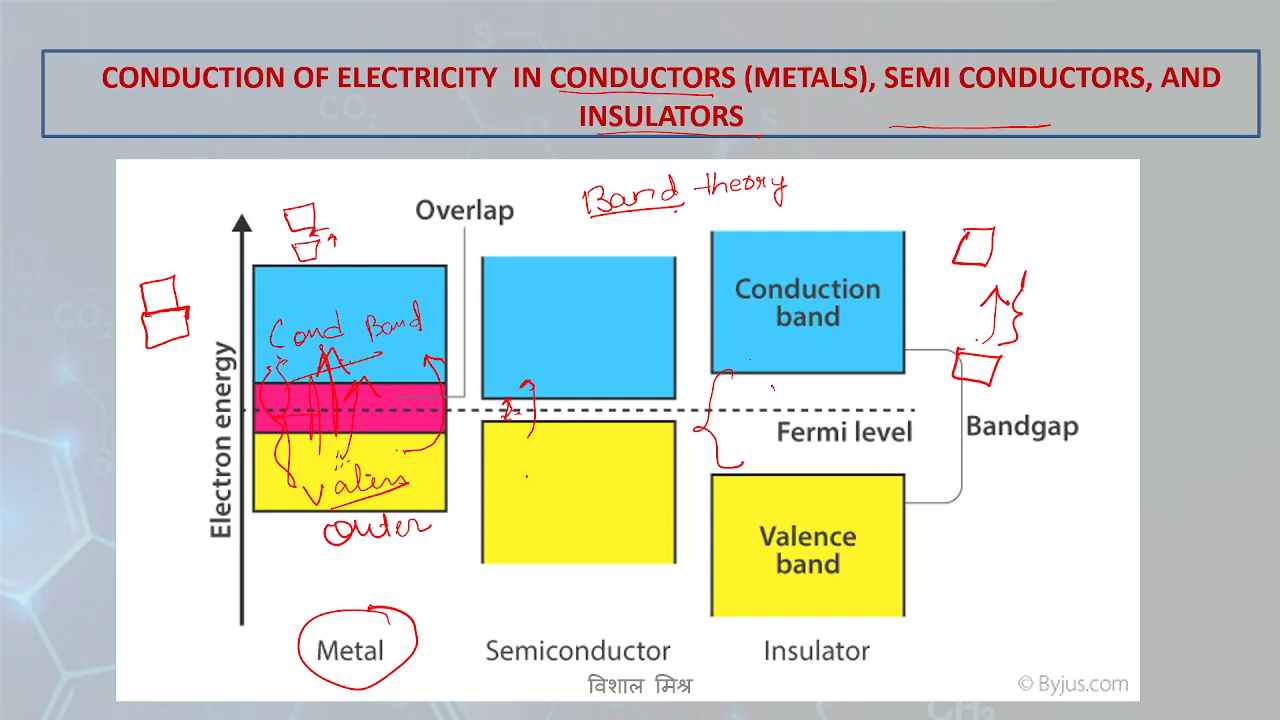 CONDUCTION OF ELECTRICITY IN CONDUCTORS (METALS), SEMI CONDUCTORS, AND
INSULATORS
Band theory
Overlap
Conduction
band
Cond Band
Electron energy
Fermi level
Bandgap
Valence
band
outer
Metal
Semiconductor
Insulator
विशाल मिश्र
© Byjus.com